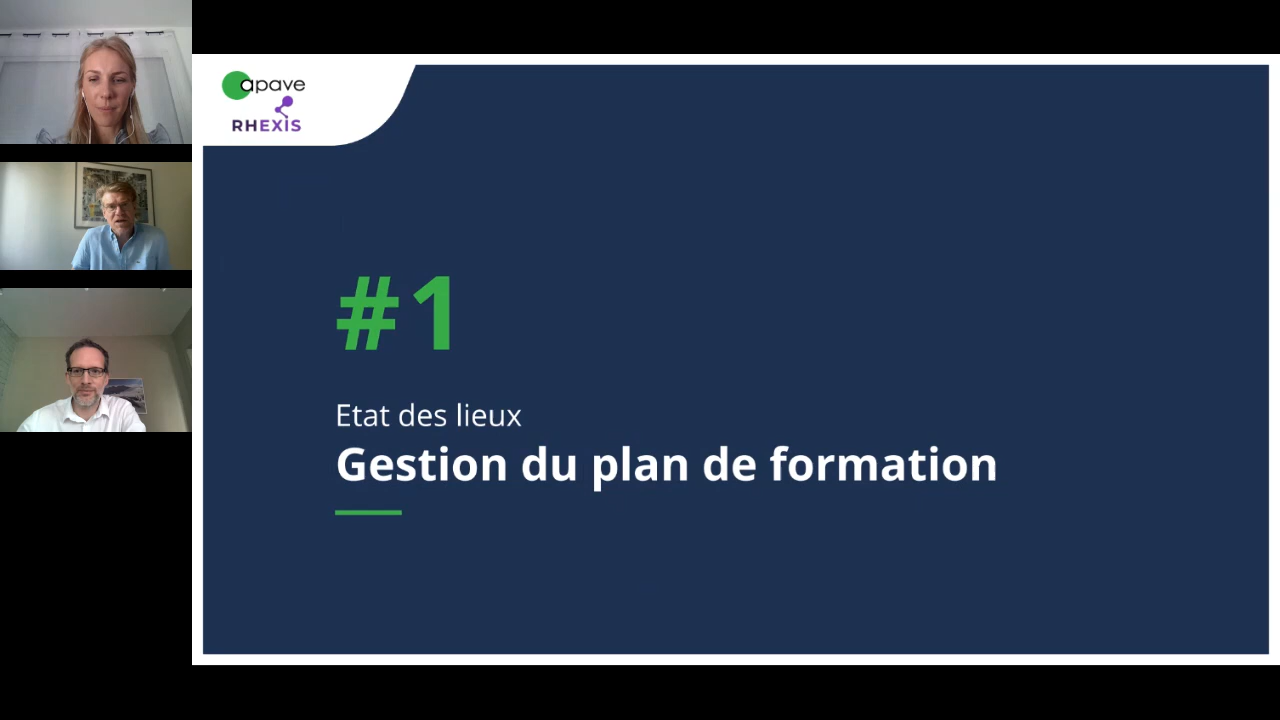 apave
RHEXIS
#1
Etat des lieux
Gestion du plan de formation